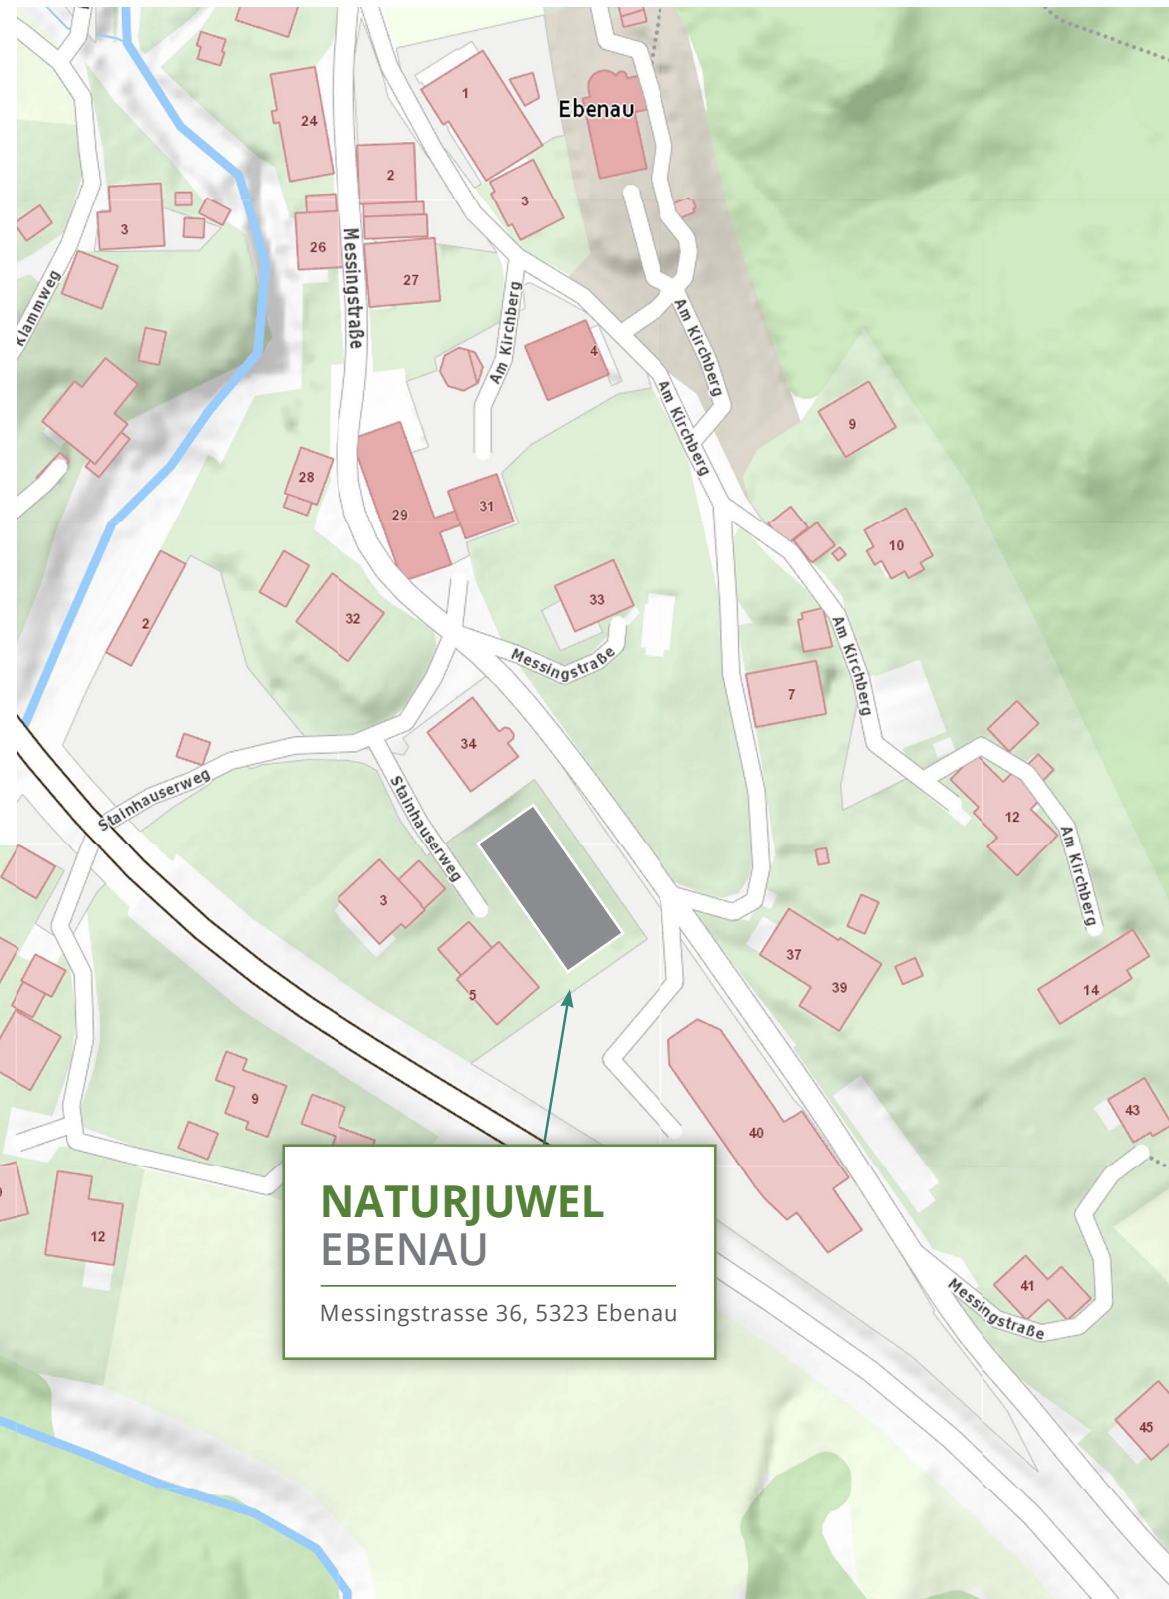 1
Ebenau
24
2
3
3
26
Messingstraße
27
Klammweg
Am Kirchberg
Am Kirchberg
4
Am Kirchberg
9
28
29
31
10
33
2
32
Messingstraße
Am Kirchberg
7
34
Stainhauserweg
Stainhauserweg
12
Am Kirchberg
3
37
39
5
14
9
40
43
12
NATURJUWEL
EBENAU
Messingstrasse 36, 5323 Ebenau
41
Messingstraße
45